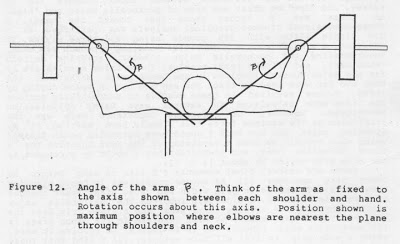 β β
Figure 12. Angle of the arms β. Think of the arm as fixed to
the axis shown between each shoulder and hand.
Rotation occurs about this axis. Position shown is
maximum position where elbows are nearest the plane
through shoulders and neck.